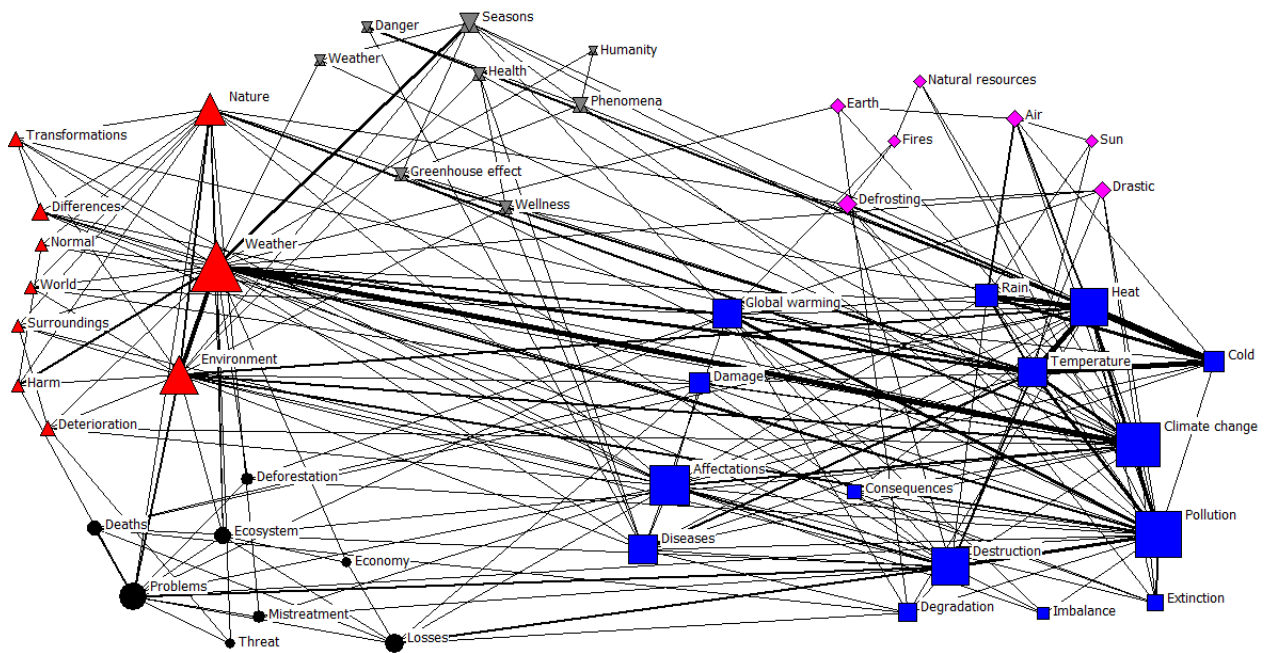 Seasons
Danger
Weather
Humanity
Health
Phenomena
Natural resources
Nature
Earth
Air
Transformations
Fires
Sun
Greenhouse effect
Drastic
Differences
Wellness
Defrosting
Normal
Weather
World
Rain
Heat
Global warming
Surroundings
Environment
Temperature
Cold
Harm
Damages
Deterioration
Climate change
Affectations
Deforestation
Consequences
Pollution
Deaths
Ecosystem
Diseases
Destruction
Economy
Problems
Extinction
Mistreatment
Degradation
Imbalance
Threat
Losses